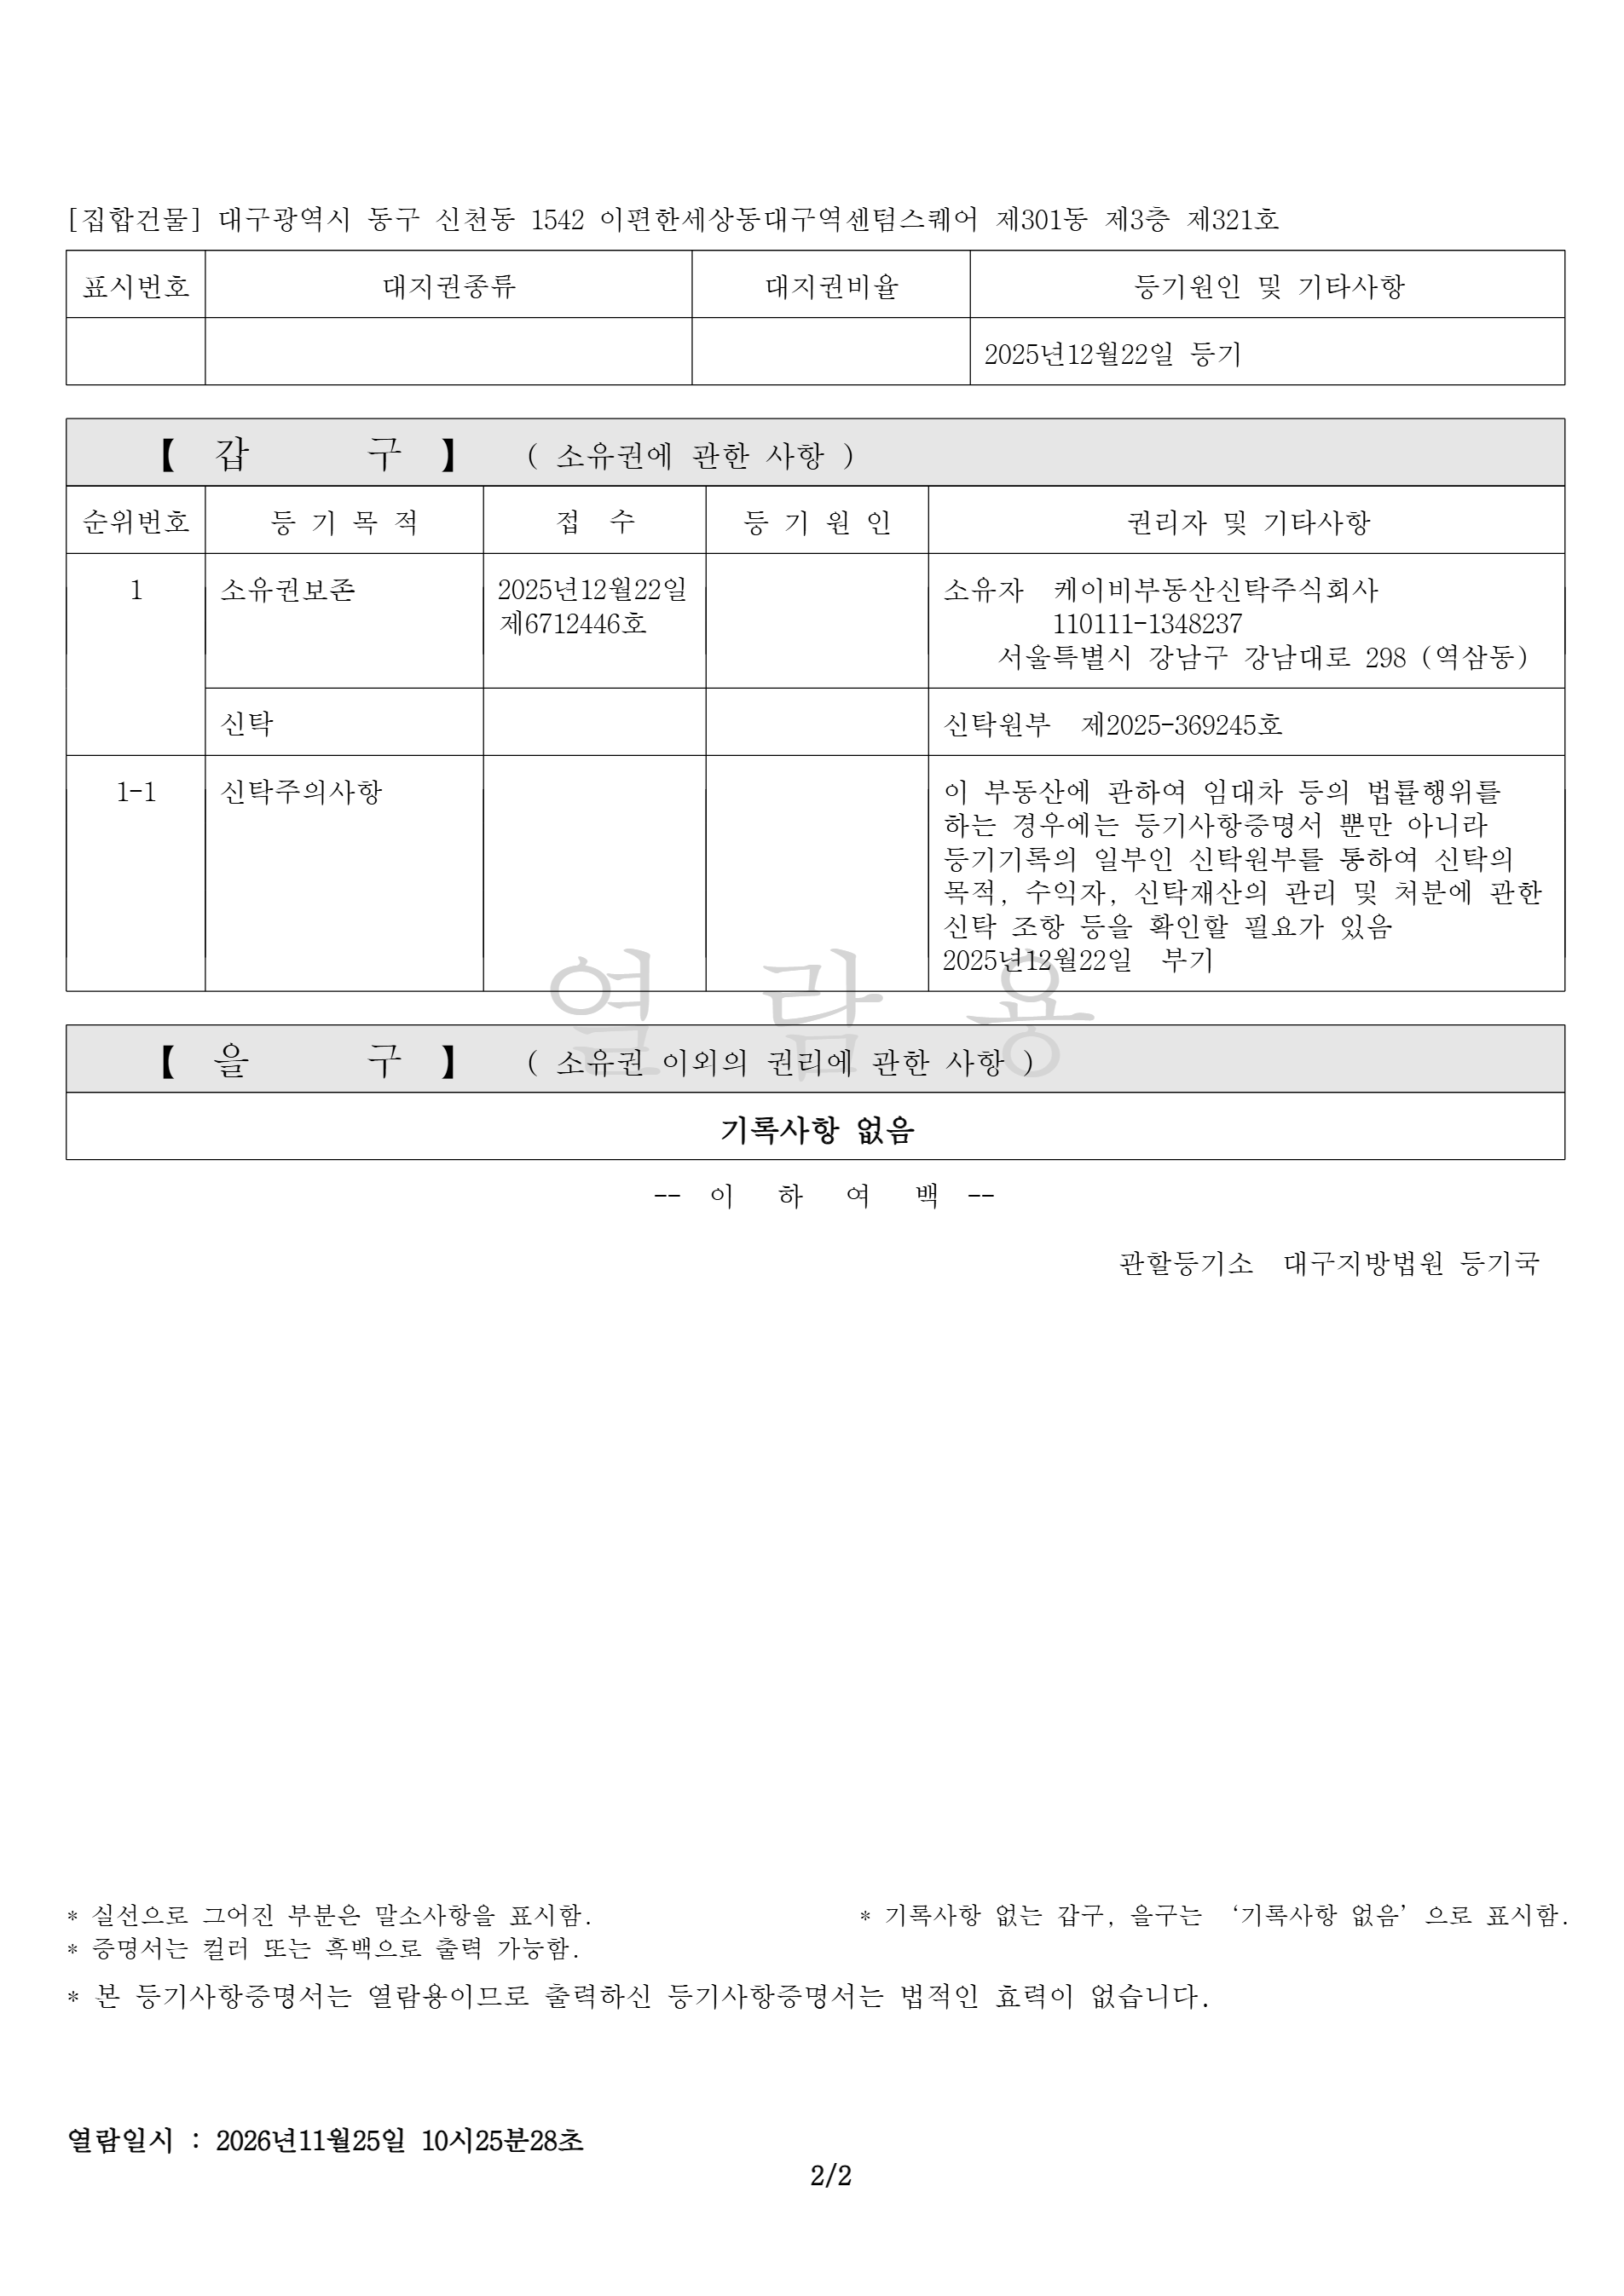 [집합건물] 대구광역시 동구 신천동 1542 이편한세상동대구역센텀스퀘어 제301동 제3층 제321호
표시번호 대지권종류 대지권비율 등기원인 및 기타사항
2025년12월22일 등기
【 갑 구 】 ( 소유권에 관한 사항 )
순위번호 등 기 목 적 접 수 등 기 원 인 권리자 및 기타사항
1 소유권보존 2025년12월22일 소유자 케이비부동산신탁주식회사
제6712446호 110111-1348237
서울특별시 강남구 강남대로 298 (역삼동)
신탁 신탁원부 제2025-369245호
1-1 신탁주의사항 이 부동산에 관하여 임대차 등의 법률행위를
하는 경우에는 등기사항증명서 뿐만 아니라
등기기록의 일부인 신탁원부를 통하여 신탁의
목적, 수익자, 신탁재산의 관리 및 처분에 관한
신탁 조항 등을 확인할 필요가 있음
2025년12월22일 부기
열 람 용
【 을 구 】 ( 소유권 이외의 권리에 관한 사항 )
기록사항 없음
-- 이 하 여 백 --
관할등기소 대구지방법원 등기국
* 실선으로 그어진 부분은 말소사항을 표시함. * 기록사항 없는 갑구, 을구는 ‘기록사항 없음’ 으로 표시함.
* 증명서는 컬러 또는 흑백으로 출력 가능함.
* 본 등기사항증명서는 열람용이므로 출력하신 등기사항증명서는 법적인 효력이 없습니다.
열람일시 : 2026년11월25일 10시25분28초
2/2